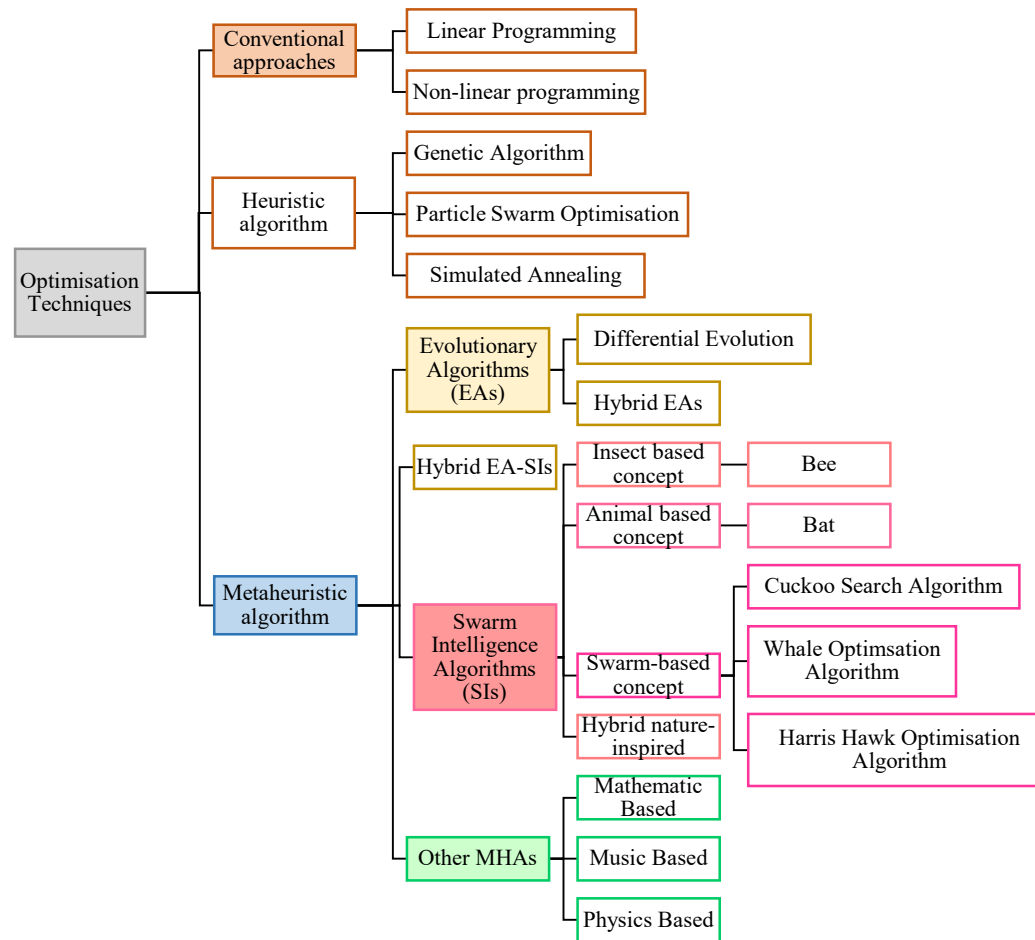 Optimisation
Techniques
Conventional
approaches
Linear Programming
Non-linear programming
Heuristic
algorithm
Genetic Algorithm
Particle Swarm Optimisation
Simulated Annealing
Metaheuristic
algorithm
Evolutionary
Algorithms
(EAs)
Differential Evolution
Hybrid EAs
Hybrid EA-SIs
Swarm
Intelligence
Algorithms
(SIs)
Insect based
concept
Bee
Animal based
concept
Bat
Swarm-based
concept
Cuckoo Search Algorithm
Whale Optimsation
Algorithm
Harris Hawk Optimisation
Algorithm
Hybrid nature-
inspired
Other MHAs
Mathematic
Based
Music Based
Physics Based